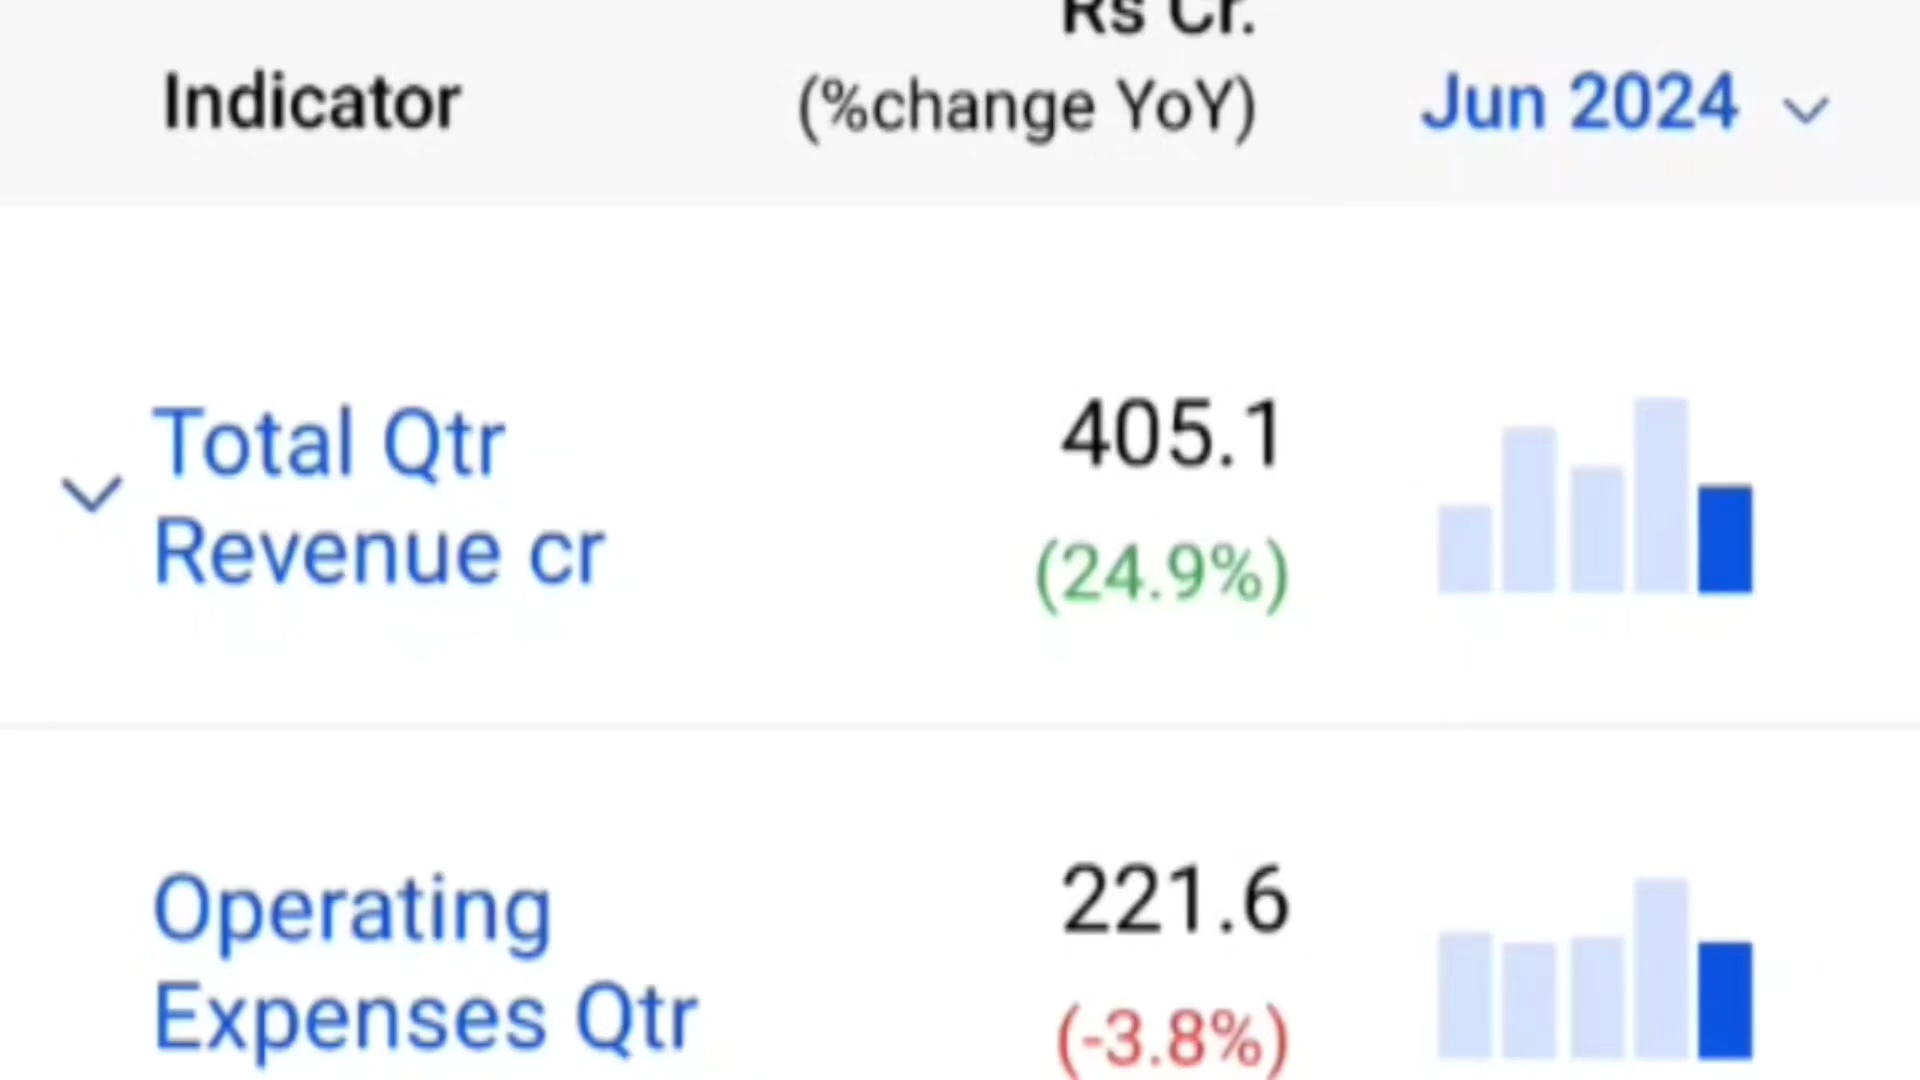 Rs Cr.
Indicator (%change YoY) Jun 2024
Total Qtr 405.1
Revenue cr (24.9%)
Operating 221.6
Expenses Qtr (-3.8%)